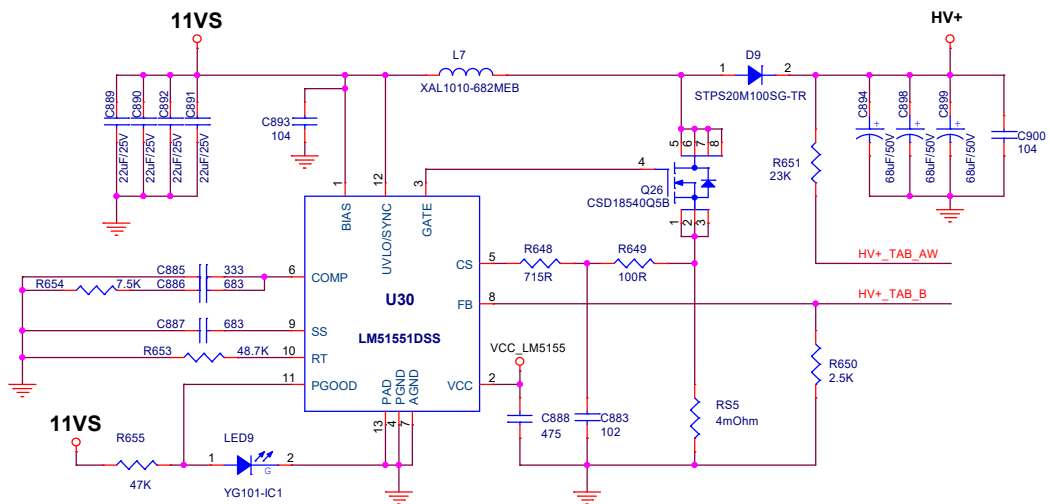 11VS
HV+
L7
XAL1010-682MEB
D9
1
2
STPS20M100SG-TR
C889
22uF/25V
C890
22uF/25V
C892
22uF/25V
C891
22uF/25V
C893
104
5
6
7
8
4
Q26
CSD18540Q5B
1
2
3
R651
23K
C894
68uF/50V
C898
68uF/50V
C899
68uF/50V
C900
104
1
12
3
BIAS
UVLO/SYNC
GATE
HV+_TAB_AW
C885
333
6
COMP
CS
5
R648
715R
R649
100R
R654
7.5K
C886
683
U30
FB
8
HV+_TAB_B
C887
683
9
SS
LM51551DSS
R653
48.7K
10
RT
VCC_LM5155
R650
2.5K
11
PGOOD
PAD
PGND
AGND
VCC
2
13
4
7
C888
475
C883
102
RS5
4mOhm
11VS
R655
47K
LED9
1
2
G
YG101-IC1